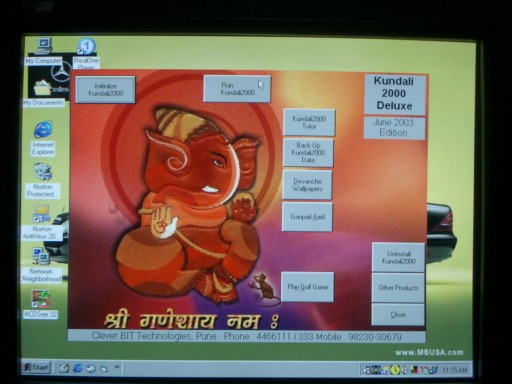 My Computer
RealOne
Player
My Documents
Internet
Explorer
Norton
Protected...
Norton
AntiVirus 20...
Network
Neighborhood
ACDSee 32
Initialize
Kundali2000
Run
Kundali2000
Kundali
2000
Deluxe
June 2003
Edition
Kundali2000
Tutor
Back-Up
Kundali2000
Data
Devanche
Wallpapers
Ganpati Aarti
Play Golf Game
Uninstall
Kundali2000
Other Products
Close
श्री गणेशाय नमः
Clever BIT Technologies, Pune. Phone : 4466111 / 333 Mobile : 98230-30679
www.MBUSA.com
Start
11:15 AM